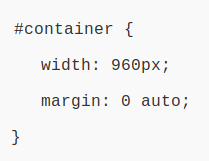 #container {
width: 960px;
margin: 0 auto;
}